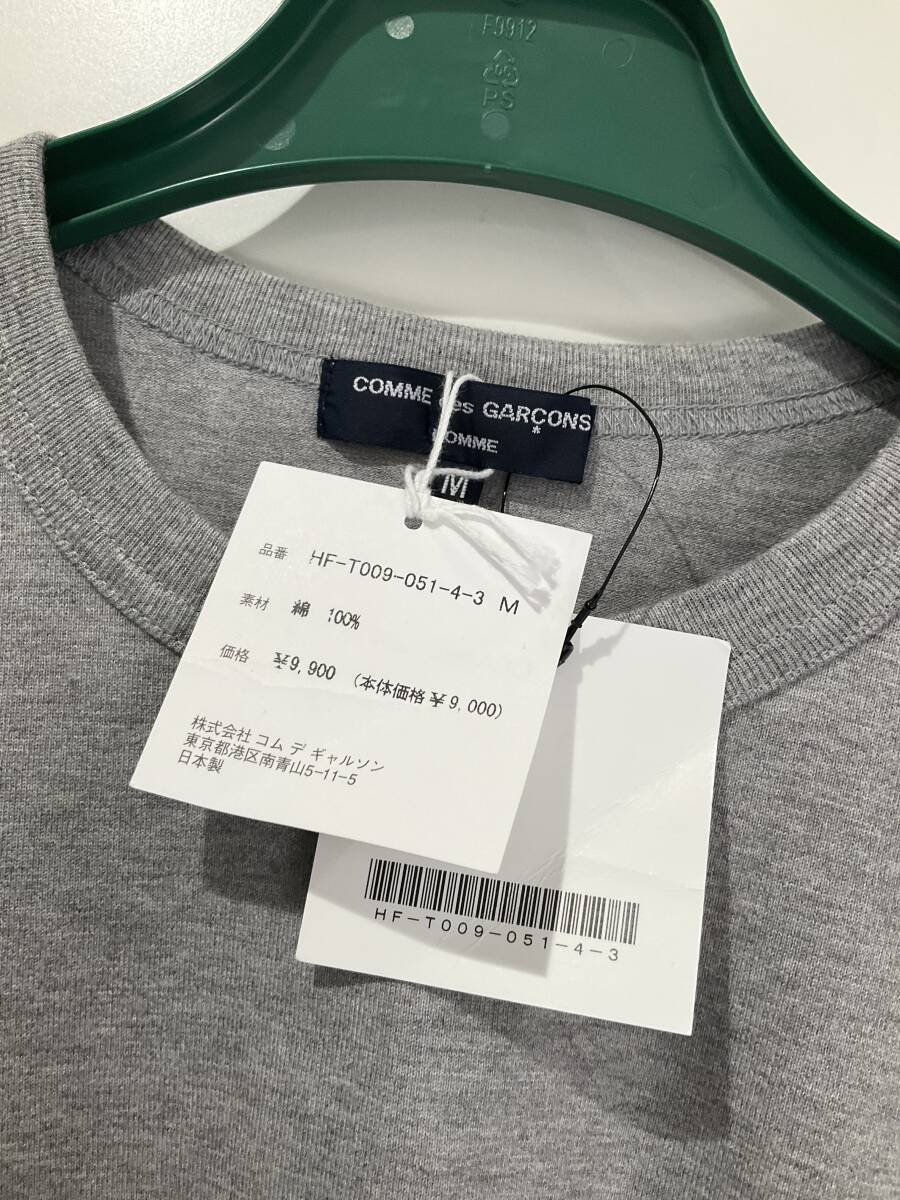 F9912
PS
COMME des GARÇONS
HOMME
M
品番 HF-T009-051-4-3 M
素材 綿 100%
価格 ¥9,900 (本体価格 ¥9,000)
株式会社 コム デ ギャルソン
東京都港区南青山5-11-5
日本製
HF-T009-051-4-3